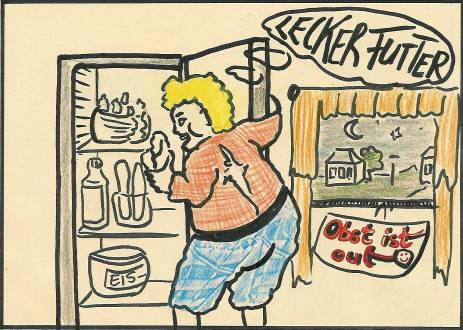 LECKER FUTTER
Obst ist
out
EIS